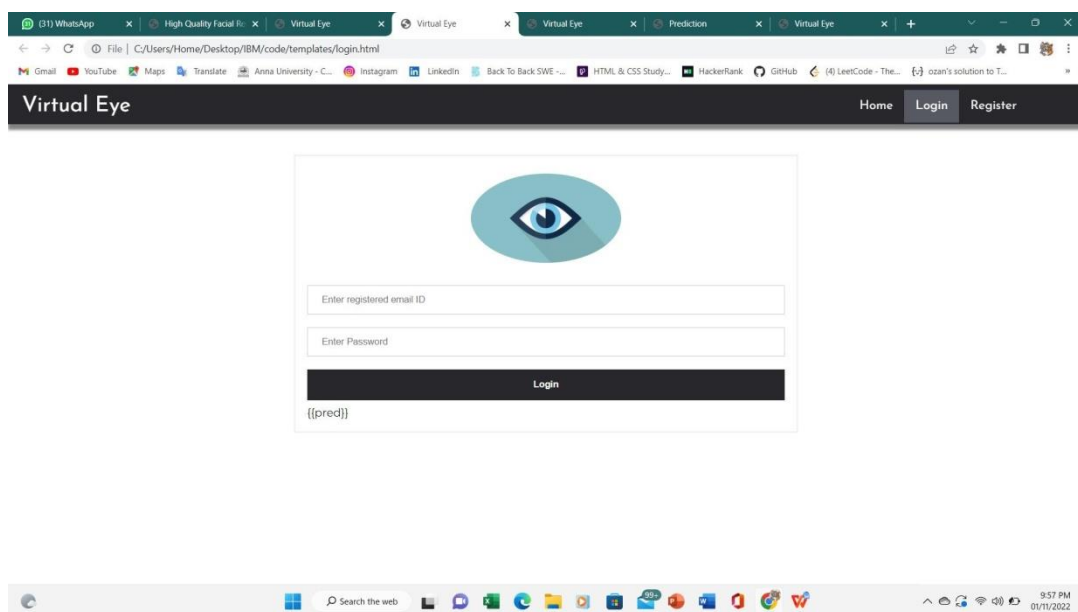 (31) WhatsApp High Quality Facial Re Virtual Eye Virtual Eye Virtual Eye Prediction Virtual Eye
File | C:/Users/Home/Desktop/IBM/code/templates/login.html
Gmail YouTube Maps Translate Anna University - C... Instagram LinkedIn Back To Back SWE -... HTML & CSS Study... HackerRank GitHub (4) LeetCode - The... ozan's solution to T... »
Virtual Eye Home Login Register
Enter registered email ID
Enter Password
Login
{{pred}}
Search the web 99+ 9:57 PM
01/11/2022